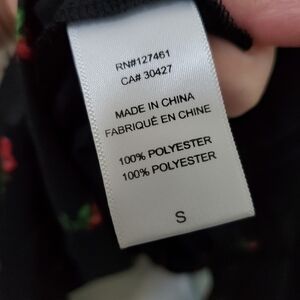 RN#127461
CA# 30427
MADE IN CHINA
FABRIQUÉ EN CHINE
100% POLYESTER
100% POLYESTER
S